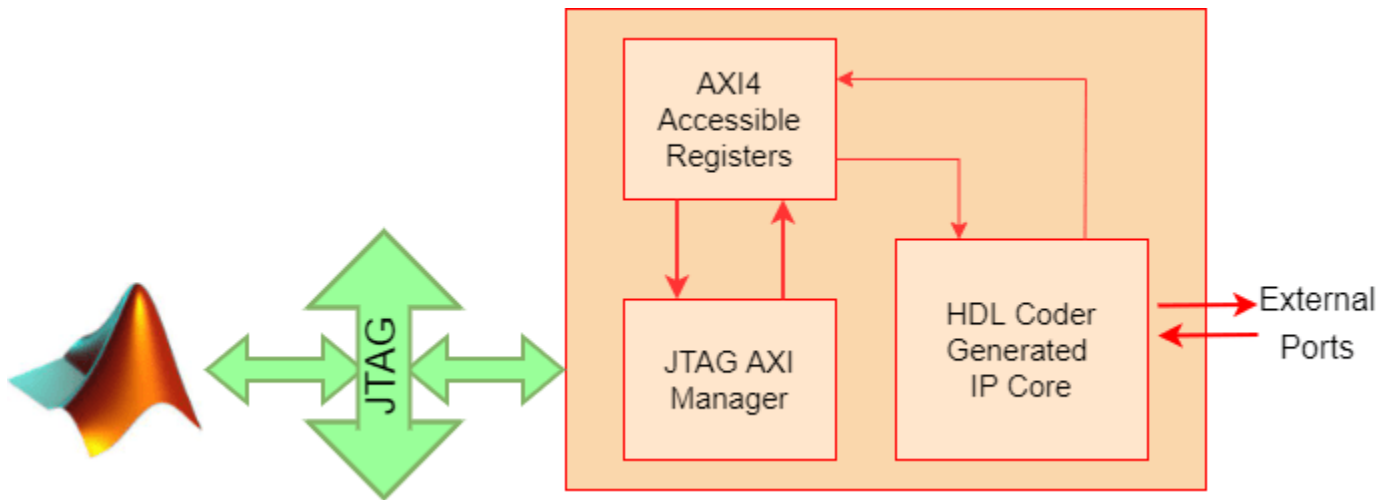 JTAG
AXI4
Accessible
Registers
JTAG AXI
Manager
HDL Coder
Generated
IP Core
External
Ports